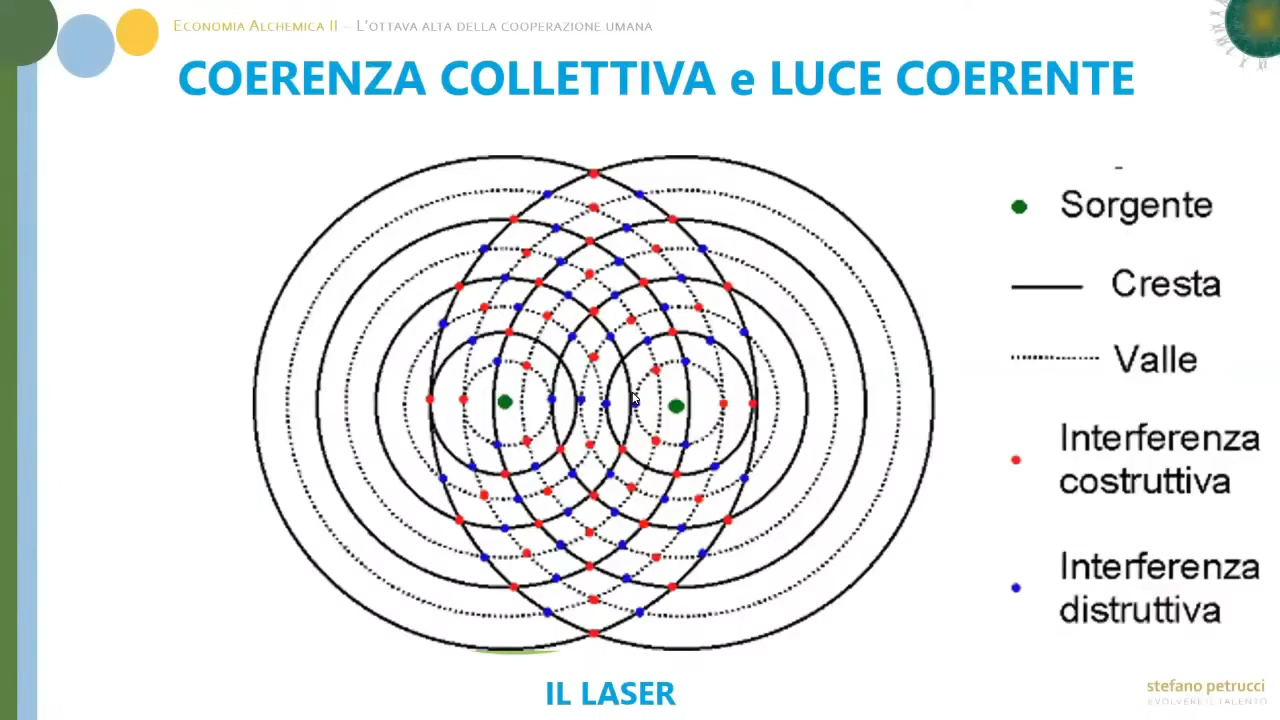 ECONOMIA ALCHEMICA II – L'OTTAVA ALTA DELLA COOPERAZIONE UMANA
COERENZA COLLETTIVA e LUCE COERENTE
Sorgente
Cresta
Valle
Interferenza
costruttiva
Interferenza
distruttiva
IL LASER
stefano petrucci
EVOLVERE IL TALENTO